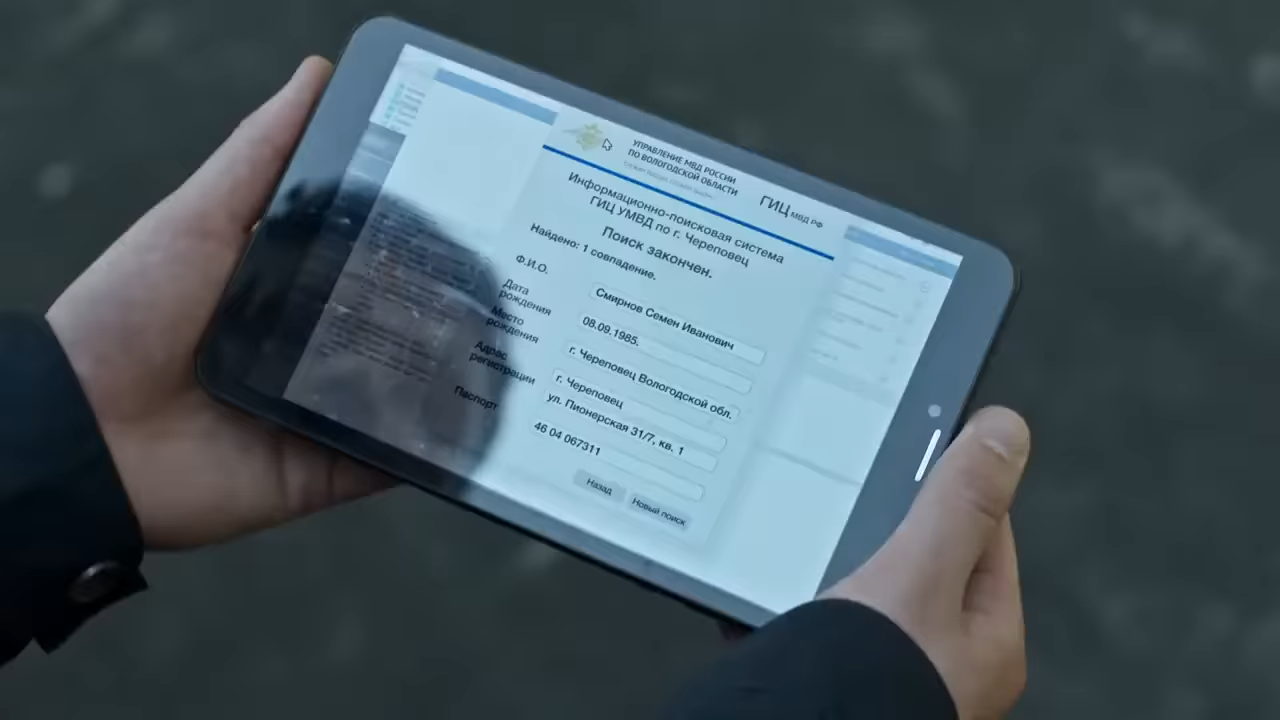 УПРАВЛЕНИЕ МВД РОССИИ
ПО ВОЛОГОДСКОЙ ОБЛАСТИ
ГИЦ МВД РФ
Информационно-поисковая система
ГИЦ УМВД по г. Череповец
Поиск закончен.
Найдено: 1 совпадение.
Ф.И.О.
Смирнов Семен Иванович
Дата
рождения
08.09.1985.
Место
рождения
г. Череповец Вологодской обл.
Адрес
регистрации
г. Череповец
ул. Пионерская 31/7, кв. 1
Паспорт
46 04 067311
Назад
Новый поиск